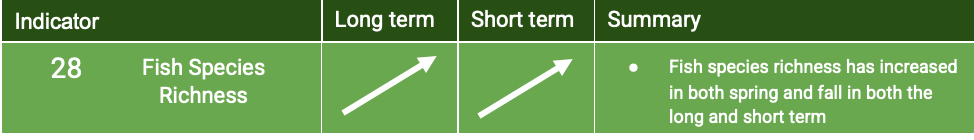 Indicator Long term Short term Summary
28 Fish Species Richness
● Fish species richness has increased
in both spring and fall in both the
long and short term